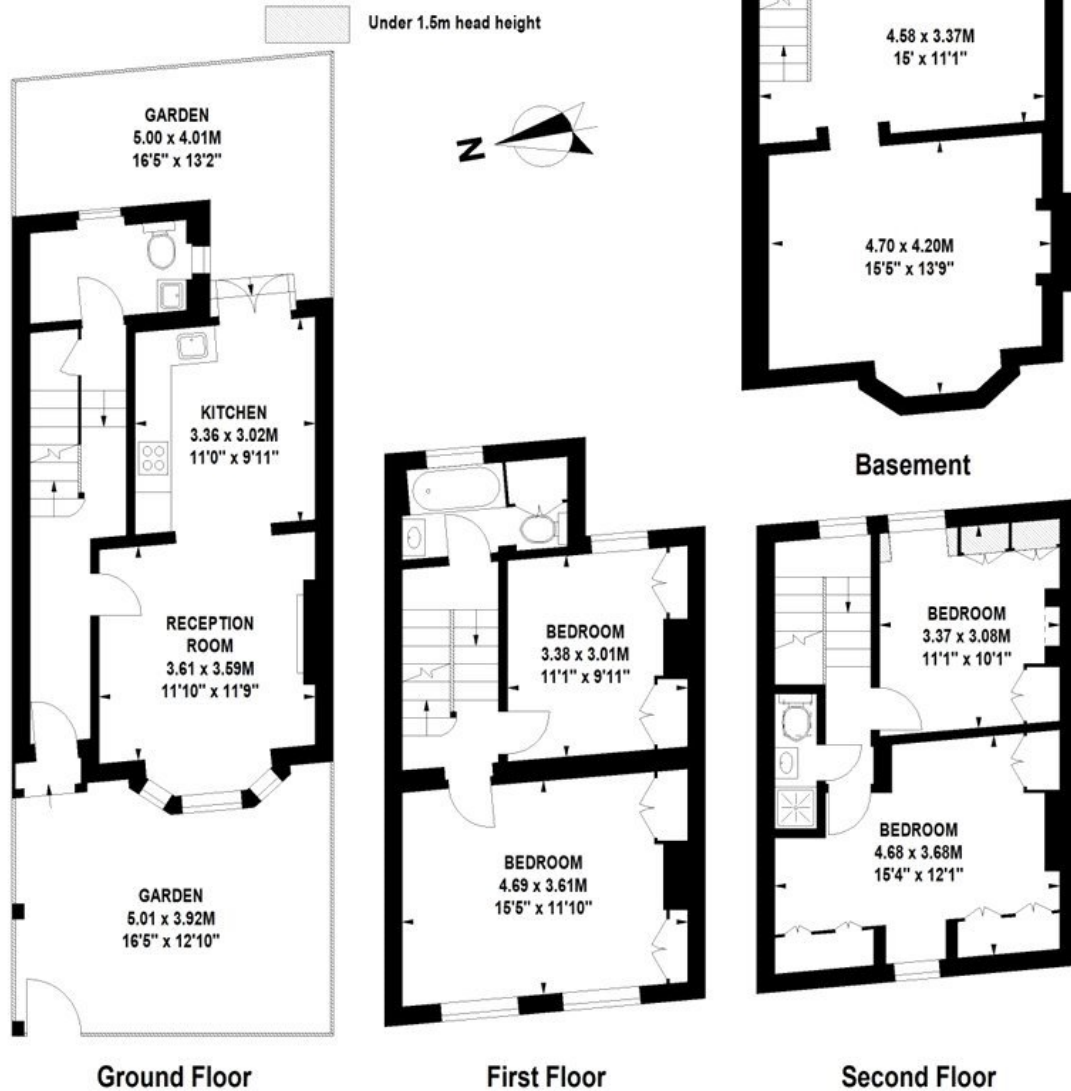 Under 1.5m head height
4.58 x 3.37M
15' x 11'1"
GARDEN
5.00 x 4.01M
16'5" x 13'2"
N
4.70 x 4.20M
15'5" x 13'9"
KITCHEN
3.36 x 3.02M
11'0" x 9'11"
Basement
RECEPTION
ROOM
3.61 x 3.59M
11'10" x 11'9"
BEDROOM
3.38 x 3.01M
11'1" x 9'11"
BEDROOM
3.37 x 3.08M
11'1" x 10'1"
GARDEN
5.01 x 3.92M
16'5" x 12'10"
BEDROOM
4.69 x 3.61M
15'5" x 11'10"
BEDROOM
4.68 x 3.68M
15'4" x 12'1"
Ground Floor
First Floor
Second Floor